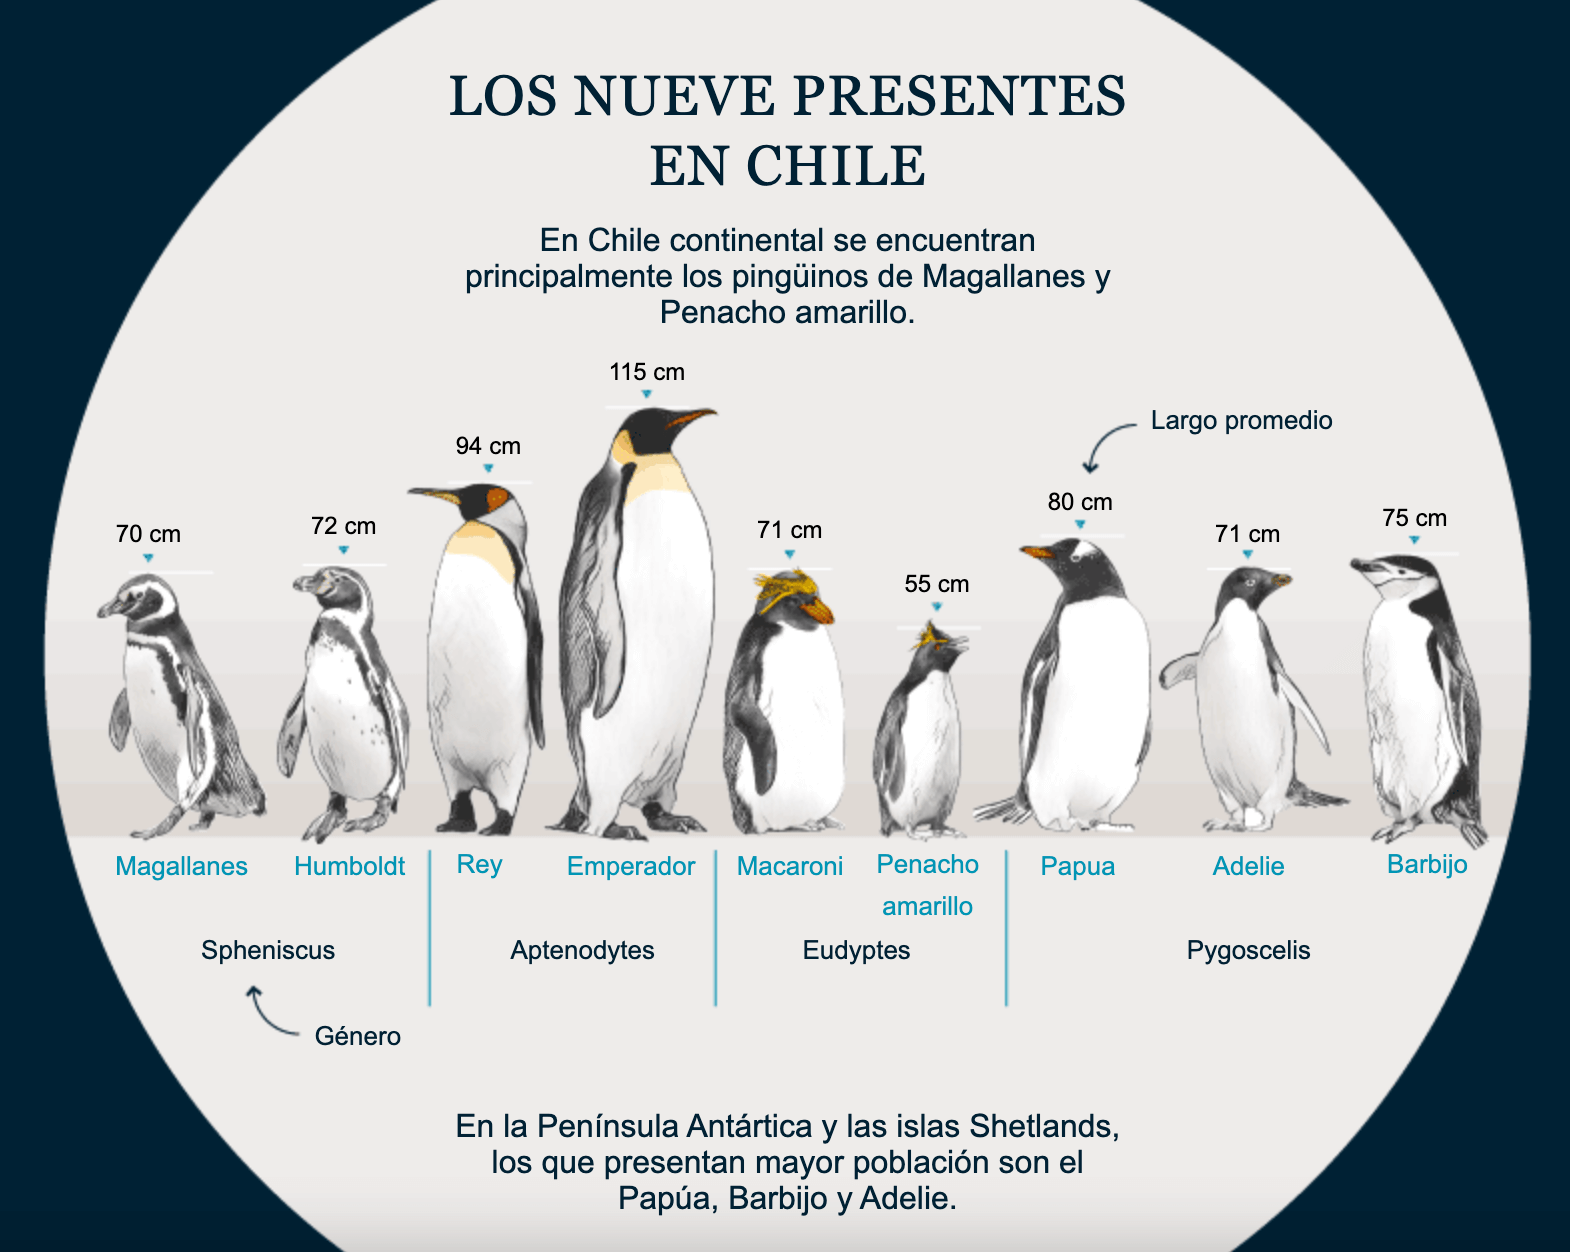 LOS NUEVE PRESENTES
EN CHILE
En Chile continental se encuentran
principalmente los pingüinos de Magallanes y
Penacho amarillo.
70 cm
72 cm
94 cm
115 cm
71 cm
55 cm
80 cm
71 cm
75 cm
Largo promedio
Magallanes
Humboldt
Rey
Emperador
Macaroni
Penacho
amarillo
Papua
Adelie
Barbijo
Spheniscus
Aptenodytes
Eudyptes
Pygoscelis
Género
En la Península Antártica y las islas Shetlands,
los que presentan mayor población son el
Papúa, Barbijo y Adelie.